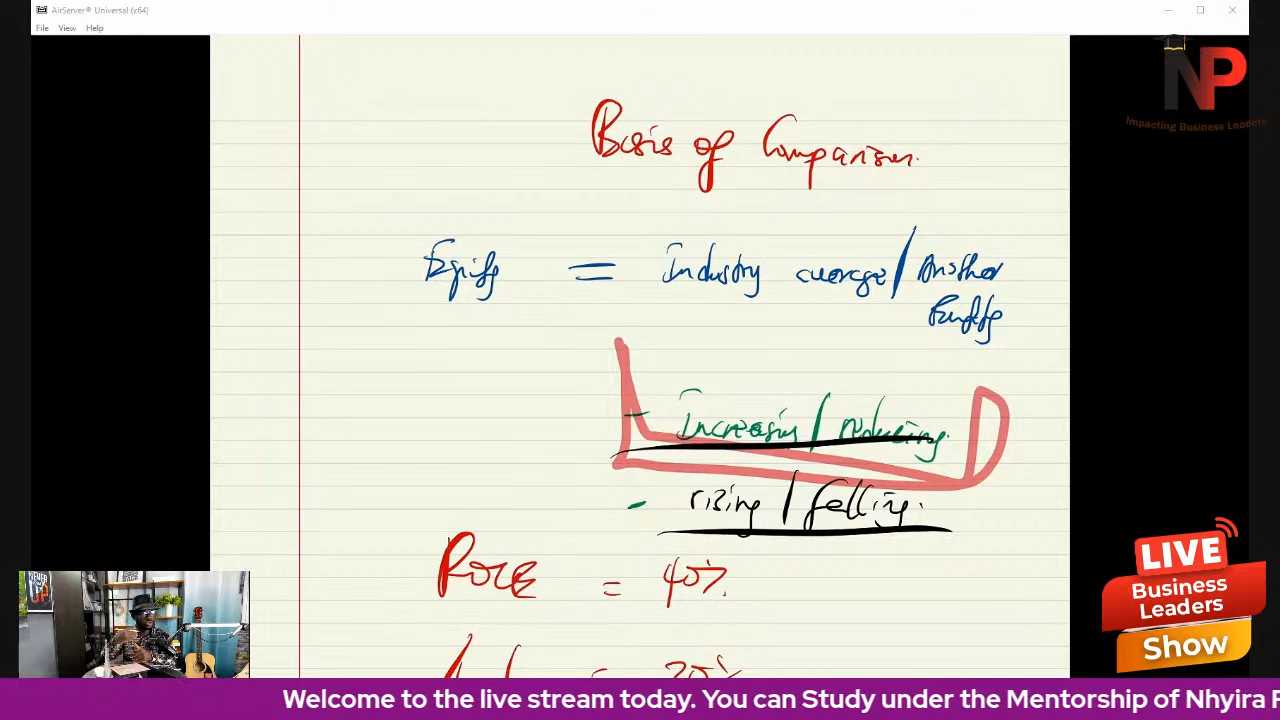 AirServer® Universal (x64)
File View Help
NP
Impacting Business Leaders
Basis of Comparison
= Industry average / Another
- Increasing / reducing
- rising / falling.
ROCE = 40%
= 20%
LIVE
Business
Leaders
Show
Welcome to the live stream today. You can Study under the Mentorship of Nhyira